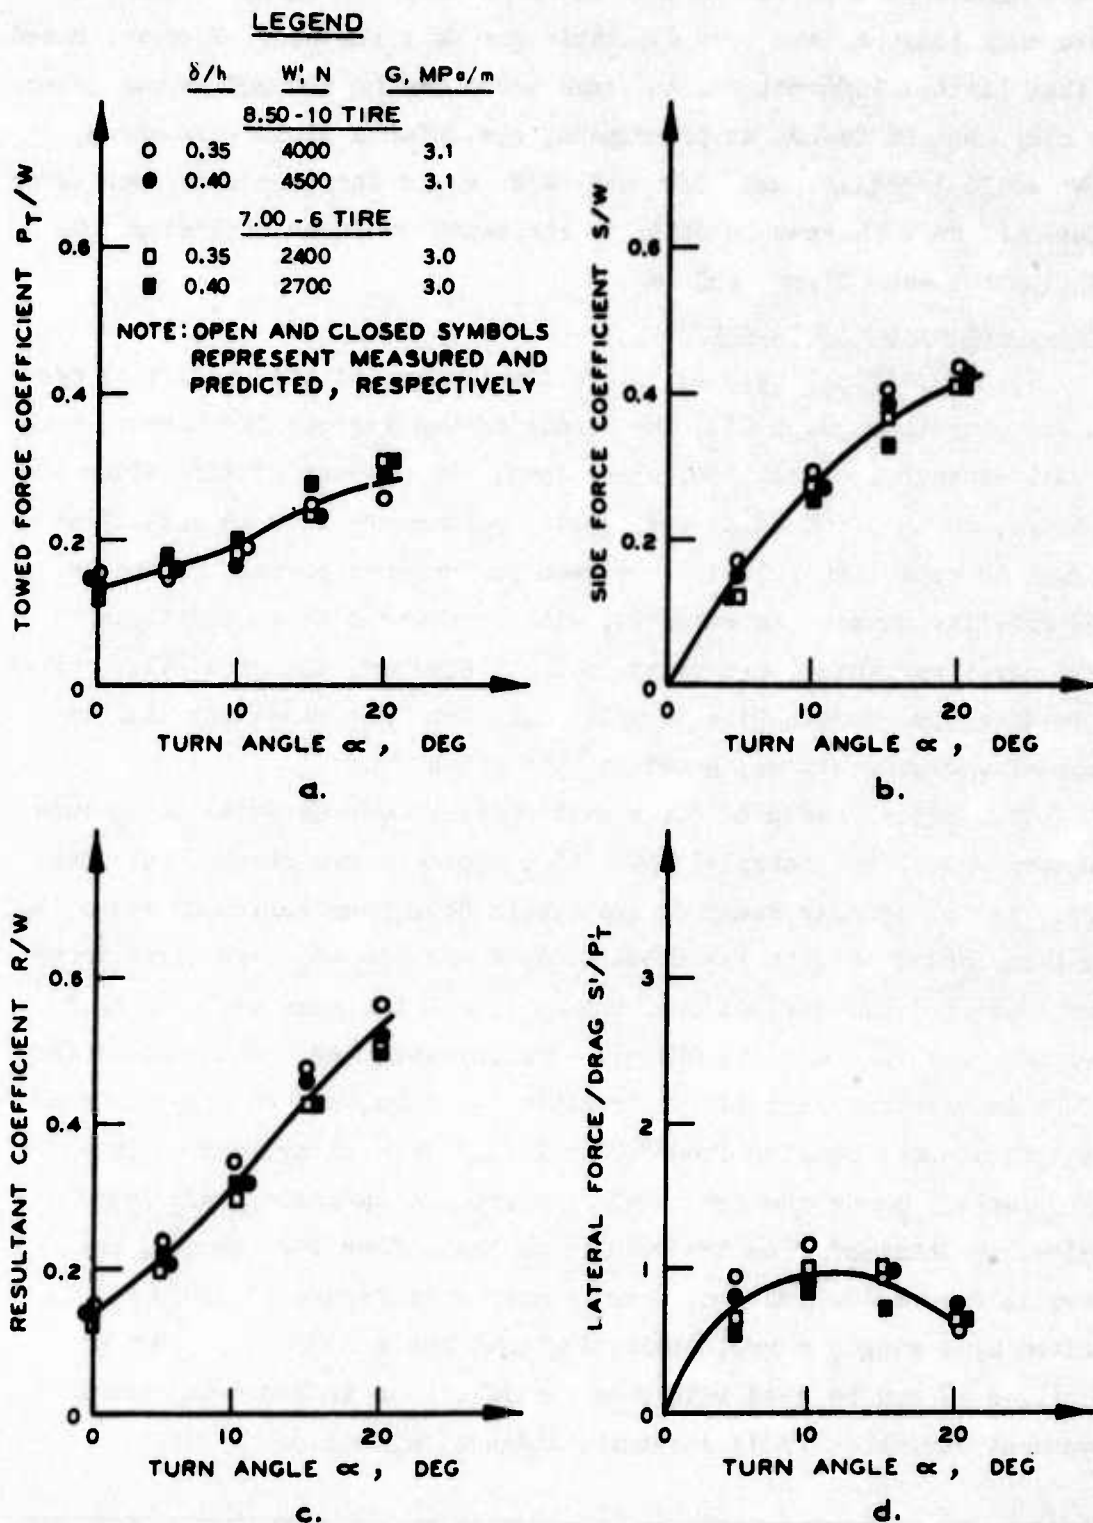 LEGEND
δ/h W', N G, MPa/m
8.50-10 TIRE
0.35 4000 3.1
0.40 4500 3.1
7.00-6 TIRE
0.35 2400 3.0
0.40 2700 3.0
NOTE: OPEN AND CLOSED SYMBOLS
REPRESENT MEASURED AND
PREDICTED, RESPECTIVELY
TOWED FORCE COEFFICIENT P_T/W
0.6
0.4
0.2
0
0 10 20
TURN ANGLE ∝, DEG
a.
SIDE FORCE COEFFICIENT S/W
0.6
0.4
0.2
0
0 10 20
TURN ANGLE ∝, DEG
b.
RESULTANT COEFFICIENT R/W
0.6
0.4
0.2
0
0 10 20
TURN ANGLE ∝, DEG
c.
LATERAL FORCE/DRAG S'/P'_T
3
2
1
0
0 10 20
TURN ANGLE ∝, DEG
d.